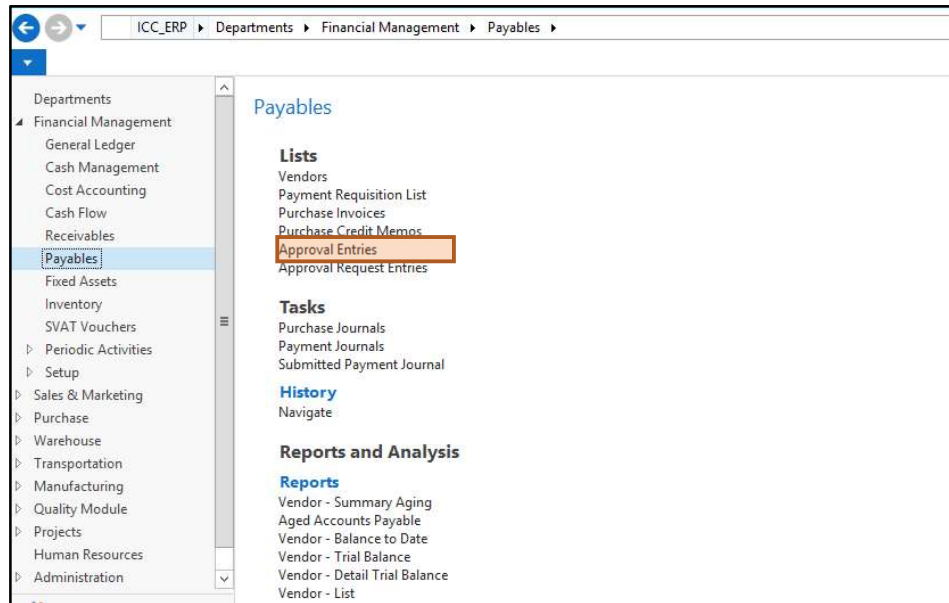 ICC_ERP Departments Financial Management Payables
Departments
Financial Management
General Ledger
Cash Management
Cost Accounting
Cash Flow
Receivables
Payables
Fixed Assets
Inventory
SVAT Vouchers
Periodic Activities
Setup
Sales & Marketing
Purchase
Warehouse
Transportation
Manufacturing
Quality Module
Projects
Human Resources
Administration
Payables
Lists
Vendors
Payment Requisition List
Purchase Invoices
Purchase Credit Memos
Approval Entries
Approval Request Entries
Tasks
Purchase Journals
Payment Journals
Submitted Payment Journal
History
Navigate
Reports and Analysis
Reports
Vendor - Summary Aging
Aged Accounts Payable
Vendor - Balance to Date
Vendor - Trial Balance
Vendor - Detail Trial Balance
Vendor - List